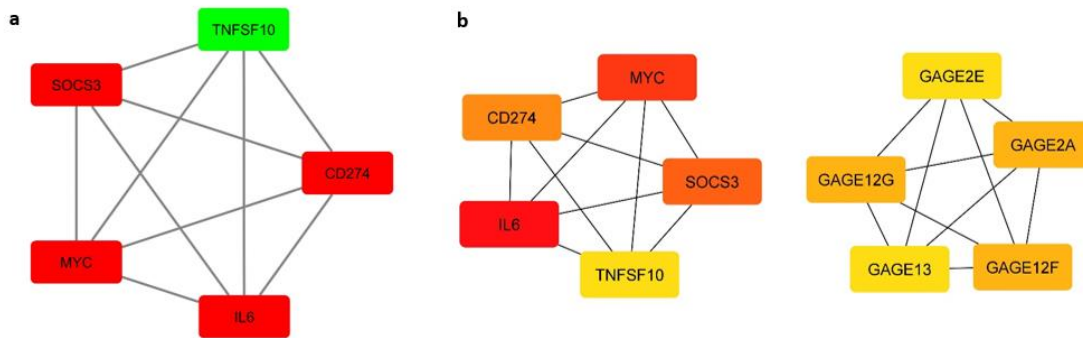 a
TNFSF10
SOCS3
CD274
MYC
IL6
b
MYC
CD274
SOCS3
IL6
TNFSF10
GAGE2E
GAGE2A
GAGE12G
GAGE13
GAGE12F